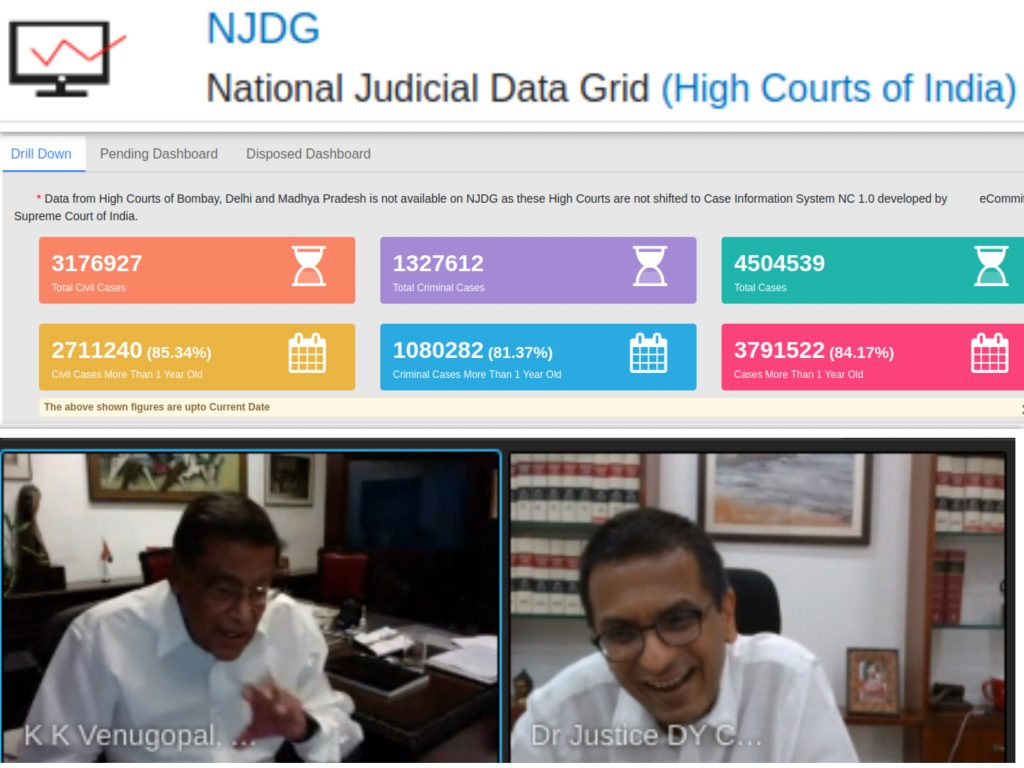 NJDG
National Judicial Data Grid (High Courts of India)
Drill Down Pending Dashboard Disposed Dashboard
* Data from High Courts of Bombay, Delhi and Madhya Pradesh is not available on NJDG as these High Courts are not shifted to Case Information System NC 1.0 developed by eCommit
Supreme Court of India.
3176927 1327612 4504539
Total Civil Cases Total Criminal Cases Total Cases
2711240 (85.34%) 1080282 (81.37%) 3791522 (84.17%)
Civil Cases More Than 1 Year Old Criminal Cases More Than 1 Year Old Cases More Than 1 Year Old
The above shown figures are upto Current Date
K K Venugopal, ... Dr Justice DY C...